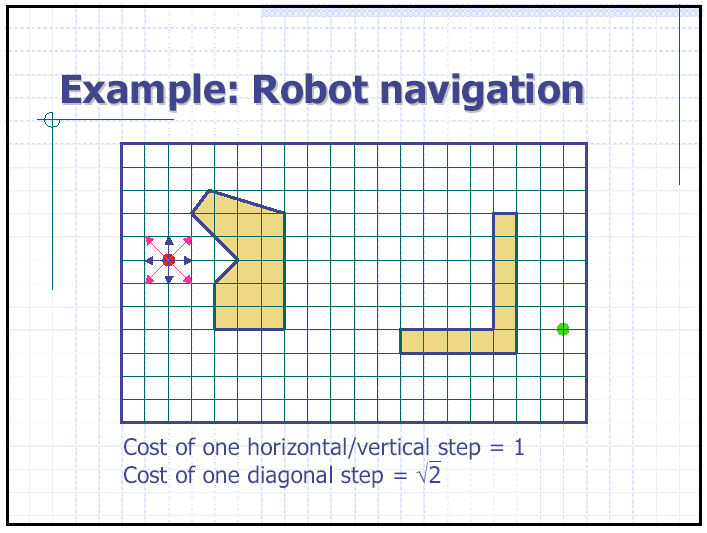 Example: Robot navigation
Cost of one horizontal/vertical step = 1
Cost of one diagonal step = √2